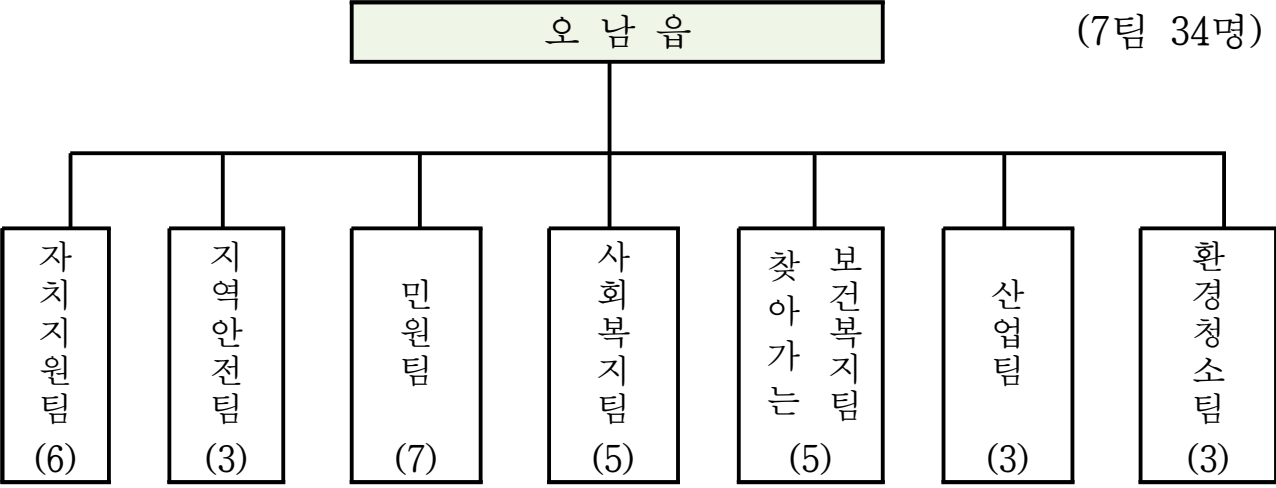 오 남 읍
(7팀 34명)
자치지원팀
(6)
지역안전팀
(3)
민원팀
(7)
사회복지팀
(5)
찾아가는
보건복지팀
(5)
산업팀
(3)
환경청소팀
(3)